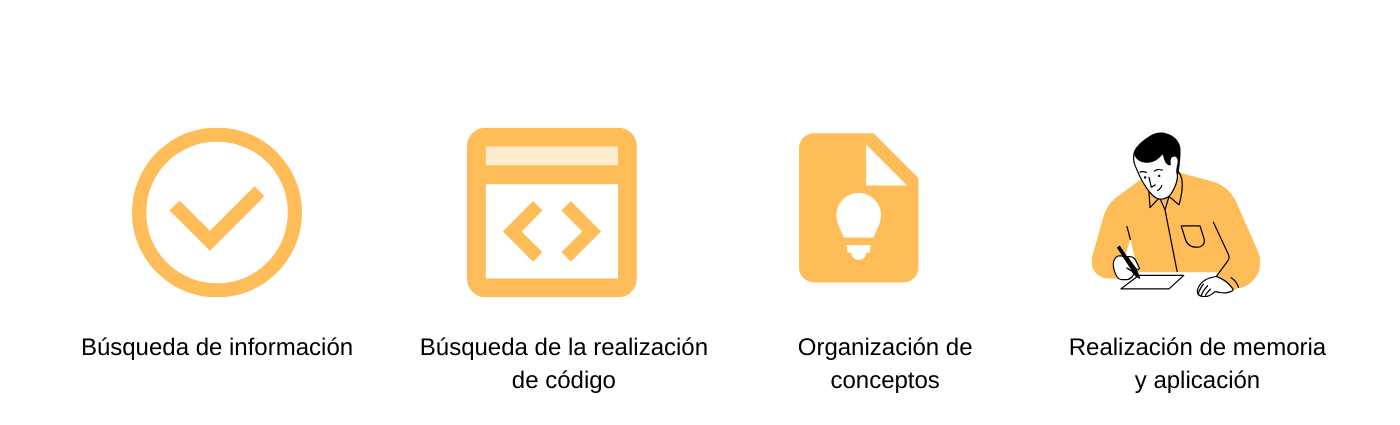 Búsqueda de información
Búsqueda de la realización
de código
Organización de
conceptos
Realización de memoria
y aplicación